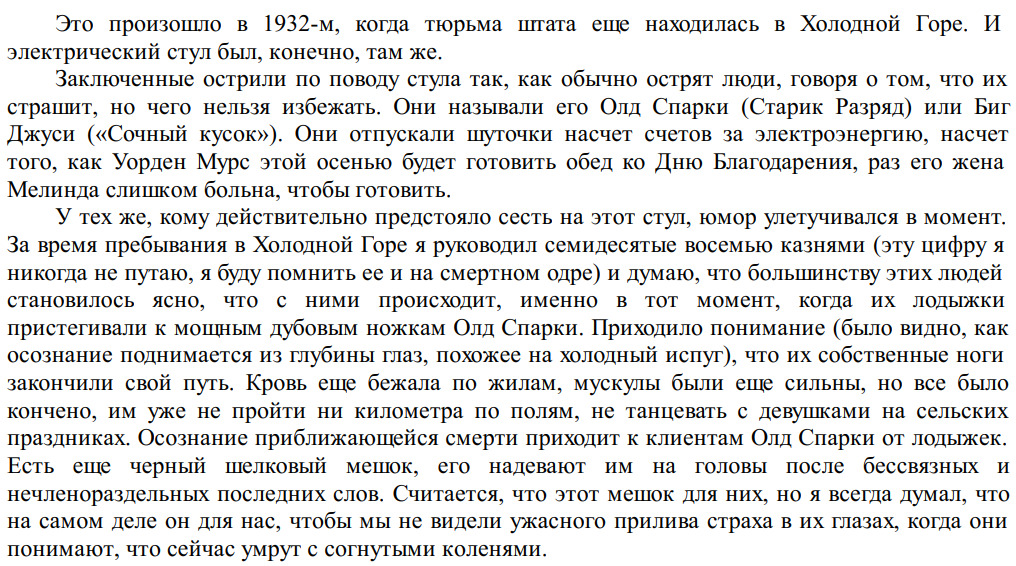 Это произошло в 1932-м, когда тюрьма штата еще находилась в Холодной Горе. И
электрический стул был, конечно, там же.
Заключенные острили по поводу стула так, как обычно острят люди, говоря о том, что их
страшит, но чего нельзя избежать. Они называли его Олд Спарки (Старик Разряд) или Биг
Джуси («Сочный кусок»). Они отпускали шуточки насчет счетов за электроэнергию, насчет
того, как Уорден Мурс этой осенью будет готовить обед ко Дню Благодарения, раз его жена
Мелинда слишком больна, чтобы готовить.
У тех же, кому действительно предстояло сесть на этот стул, юмор улетучивался в момент.
За время пребывания в Холодной Горе я руководил семидесятые восемью казнями (эту цифру я
никогда не путаю, я буду помнить ее и на смертном одре) и думаю, что большинству этих людей
становилось ясно, что с ними происходит, именно в тот момент, когда их лодыжки
пристегивали к мощным дубовым ножкам Олд Спарки. Приходило понимание (было видно, как
осознание поднимается из глубины глаз, похожее на холодный испуг), что их собственные ноги
закончили свой путь. Кровь еще бежала по жилам, мускулы были еще сильны, но все было
кончено, им уже не пройти ни километра по полям, не танцевать с девушками на сельских
праздниках. Осознание приближающейся смерти приходит к клиентам Олд Спарки от лодыжек.
Есть еще черный шелковый мешок, его надевают им на головы после бессвязных и
нечленораздельных последних слов. Считается, что этот мешок для них, но я всегда думал, что
на самом деле он для нас, чтобы мы не видели ужасного прилива страха в их глазах, когда они
понимают, что сейчас умрут с согнутыми коленями.